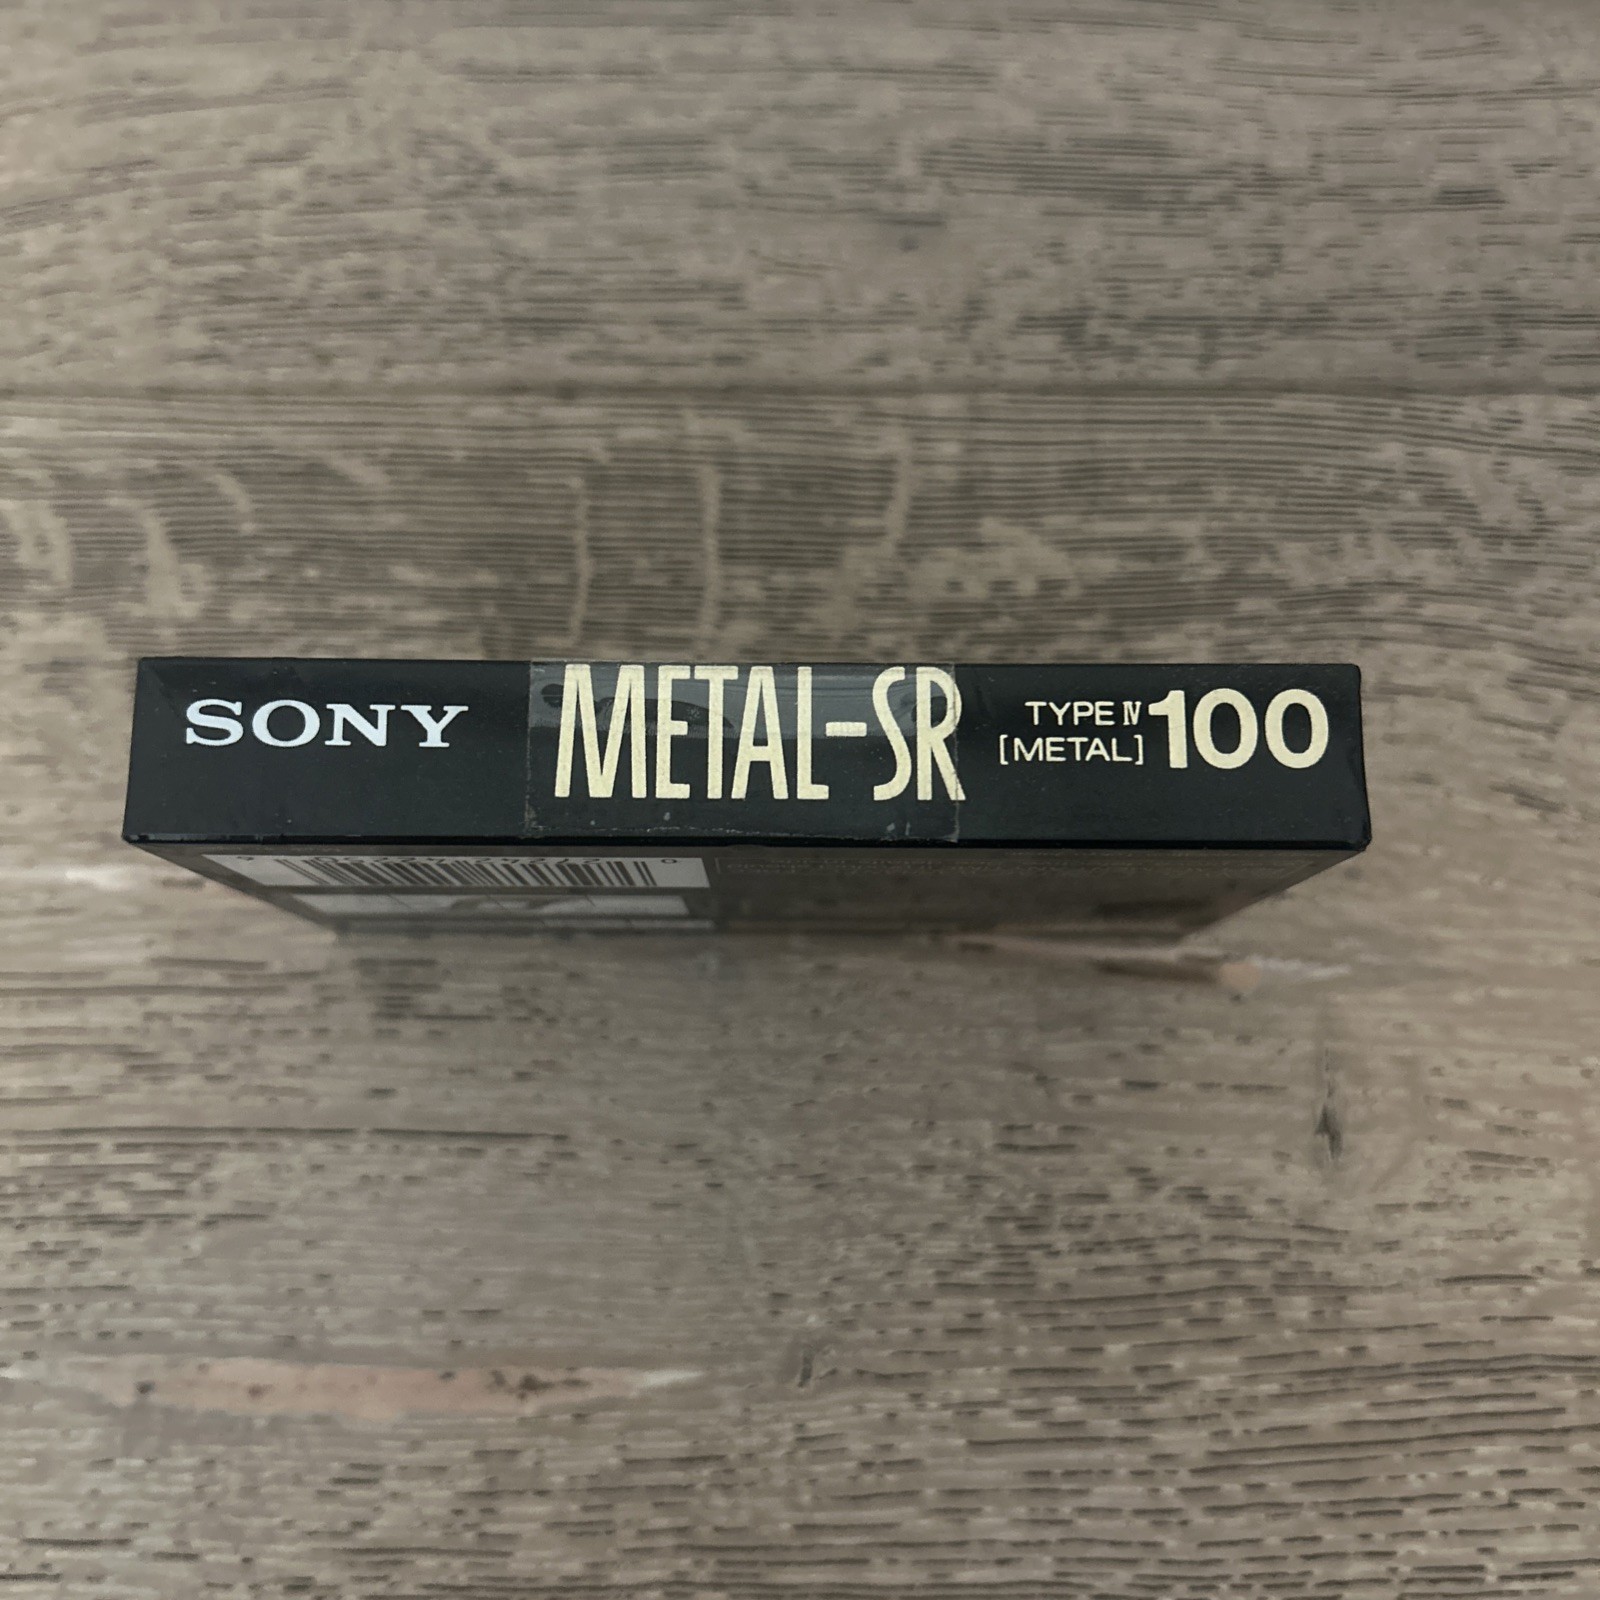 SONY
METAL-SR
TYPE IV
[METAL]
100